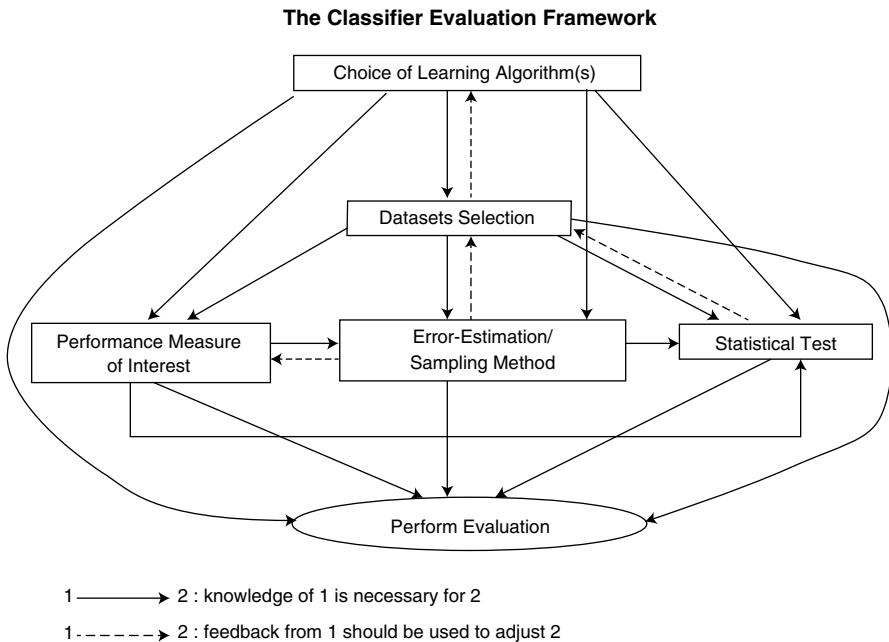 The Classifier Evaluation Framework
Choice of Learning Algorithm(s)
Datasets Selection
Performance Measure
of Interest
Error-Estimation/
Sampling Method
Statistical Test
Perform Evaluation
1 2 : knowledge of 1 is necessary for 2
1 2 : feedback from 1 should be used to adjust 2